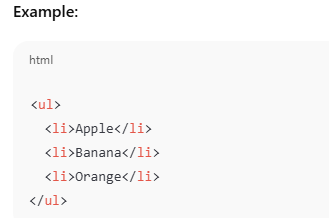 Example:
html
<ul>
  <li>Apple</li>
  <li>Banana</li>
  <li>Orange</li>
</ul>